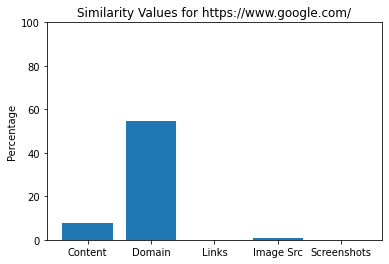 Similarity Values for https://www.google.com/
Percentage
100
80
60
40
20
0
Content Domain Links Image Src Screenshots